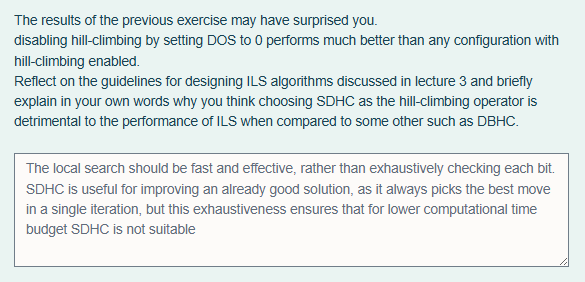 The results of the previous exercise may have surprised you.
disabling hill-climbing by setting DOS to 0 performs much better than any configuration with
hill-climbing enabled.
Reflect on the guidelines for designing ILS algorithms discussed in lecture 3 and briefly
explain in your own words why you think choosing SDHC as the hill-climbing operator is
detrimental to the performance of ILS when compared to some other such as DBHC.
The local search should be fast and effective, rather than exhaustively checking each bit.
SDHC is useful for improving an already good solution, as it always picks the best move
in a single iteration, but this exhaustiveness ensures that for lower computational time
budget SDHC is not suitable